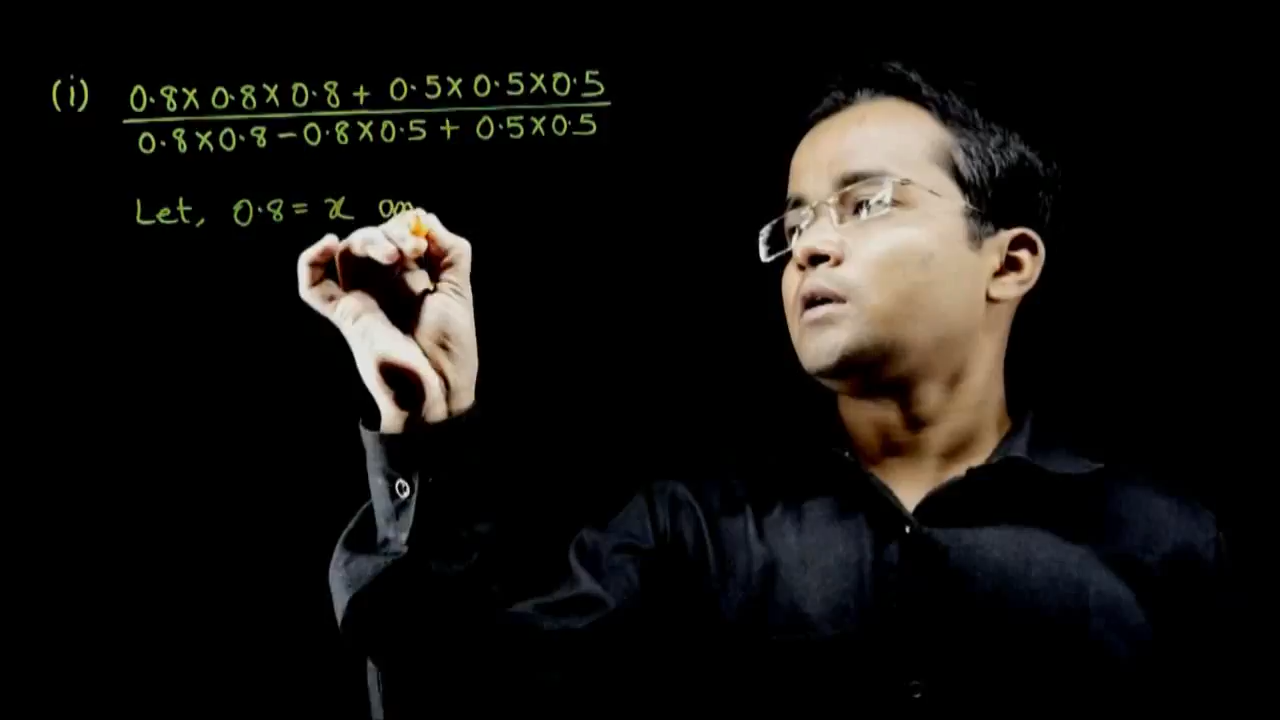 (i) 0.8 × 0.8 × 0.8 + 0.5 × 0.5 × 0.5
0.8 × 0.8 − 0.8 × 0.5 + 0.5 × 0.5
Let, 0.8 = x